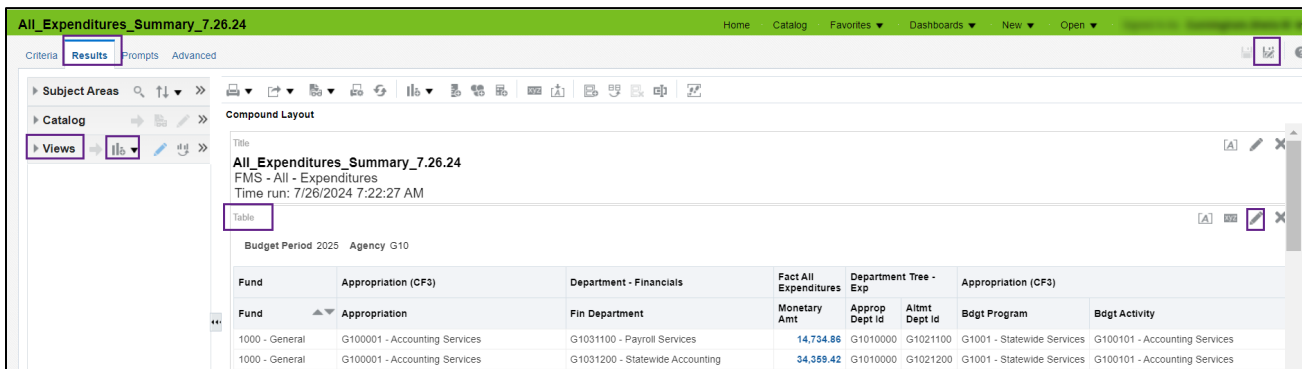 All_Expenditures_Summary_7.26.24
Home Catalog Favorites Dashboards New Open
Criteria Results Prompts Advanced
Subject Areas
Catalog
Views
Compound Layout
Title
All_Expenditures_Summary_7.26.24
FMS - All - Expenditures
Time run: 7/26/2024 7:22:27 AM
Table
Budget Period 2025 Agency G10
Fund Appropriation (CF3) Department - Financials Fact All Expenditures Department Tree - Exp Appropriation (CF3)
Fund Appropriation Fin Department Monetary Amt Approp Dept Id Altmt Dept Id Bdgt Program Bdgt Activity
1000 - General G100001 - Accounting Services G1031100 - Payroll Services 14,734.86 G1010000 G1021100 G1001 - Statewide Services G100101 - Accounting Services
1000 - General G100001 - Accounting Services G1031200 - Statewide Accounting 34,359.42 G1010000 G1021200 G1001 - Statewide Services G100101 - Accounting Services